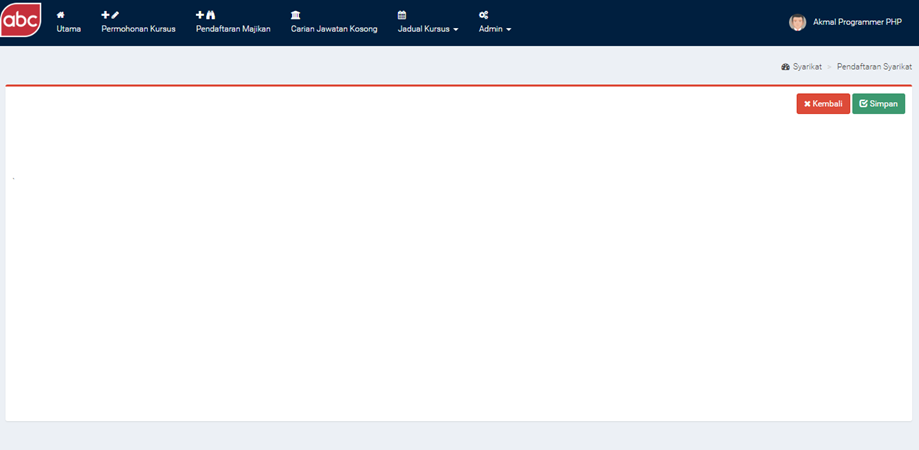 abc
Utama
Permohonan Kursus
Pendaftaran Majikan
Carian Jawatan Kosong
Jadual Kursus
Admin
Akmal Programmer PHP
Syarikat > Pendaftaran Syarikat
Kembali
Simpan